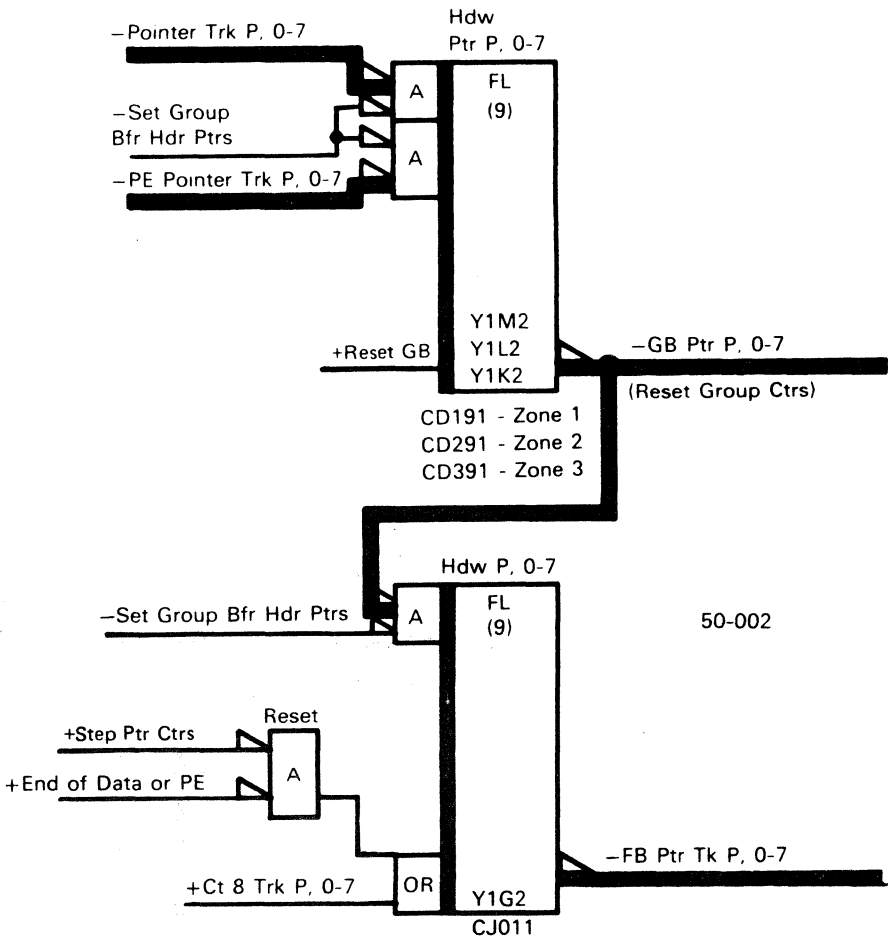 Hdw
Ptr P, 0-7
−Pointer Trk P, 0-7
FL
(9)
A
−Set Group
Bfr Hdr Ptrs
A
−PE Pointer Trk P, 0-7
Y1M2
Y1L2
Y1K2
+Reset GB
−GB Ptr P, 0-7
(Reset Group Ctrs)
CD191 - Zone 1
CD291 - Zone 2
CD391 - Zone 3
Hdw P, 0-7
FL
(9)
A
−Set Group Bfr Hdr Ptrs
50-002
Reset
+Step Ptr Ctrs
A
+End of Data or PE
−FB Ptr Tk P, 0-7
+Ct 8 Trk P, 0-7
OR
Y1G2
CJ011